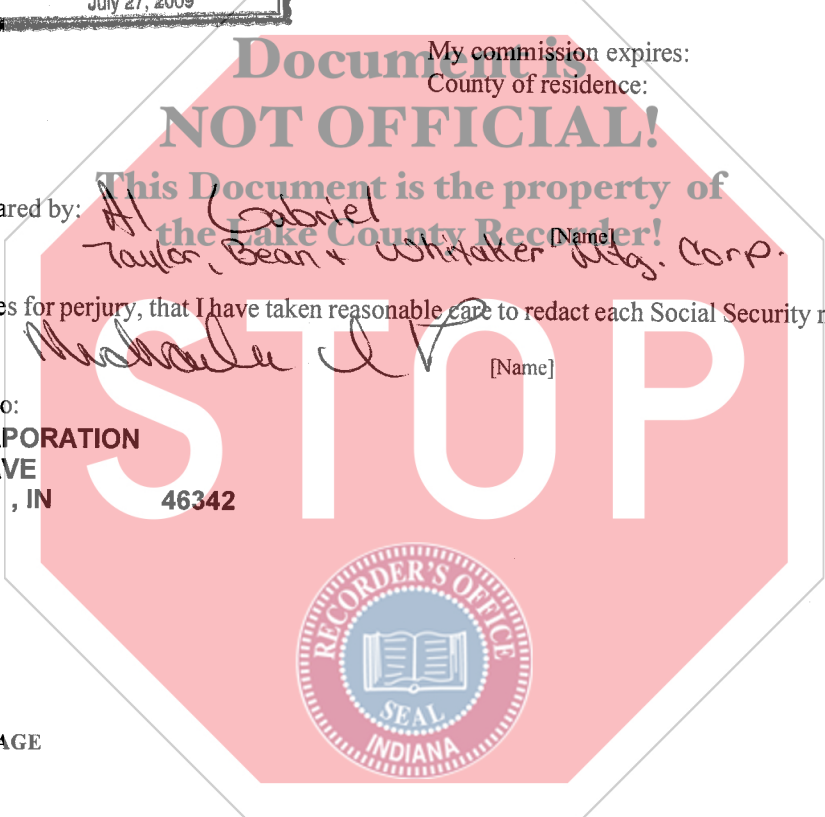 July 27, 2009
My commission expires:
County of residence:
Document is
NOT OFFICIAL!
This Document is the property of
the Lake County Recorder!
ared by: Al Gabriel
[Name]
Taylor, Bean & Whitaker Mtg. Corp.
es for perjury, that I have taken reasonable care to redact each Social Security
[Name]
o:
PORATION
AVE
, IN 46342
STOP
RECORDER'S OFFICE
SEAL
INDIANA
AGE